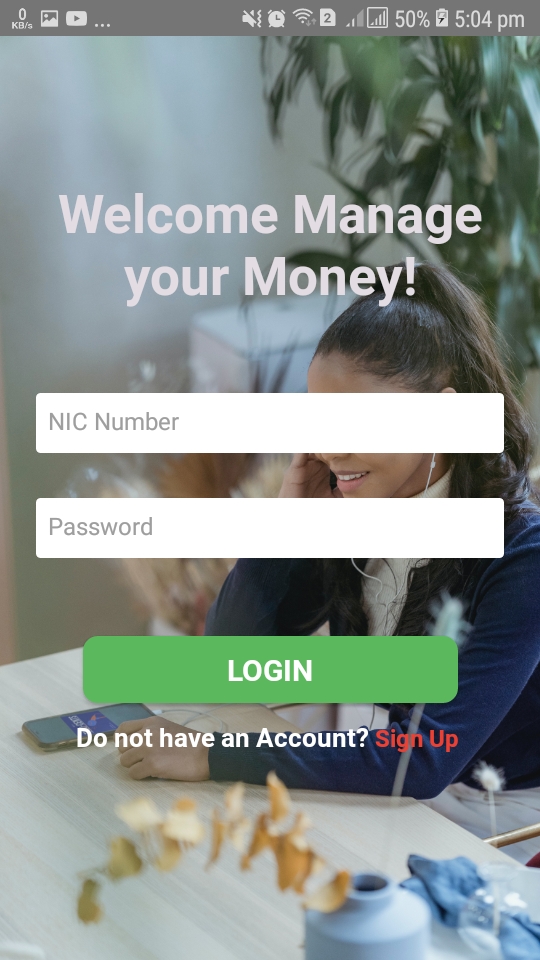 0
KB/s
...
2
50%
5:04 pm
Welcome Manage
your Money!
NIC Number
Password
LOGIN
Do not have an Account? Sign Up